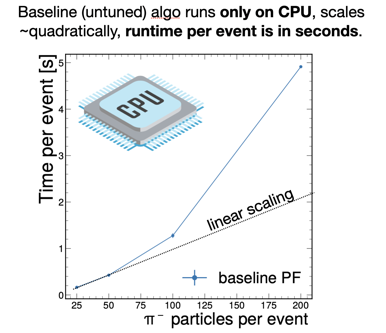 Baseline (untuned) algo runs only on CPU, scales
~quadratically, runtime per event is in seconds.
5
4
3
2
1
0
Time per event [s]
CPU
linear scaling
baseline PF
25 50 75 100 125 150 175 200
π⁻ particles per event